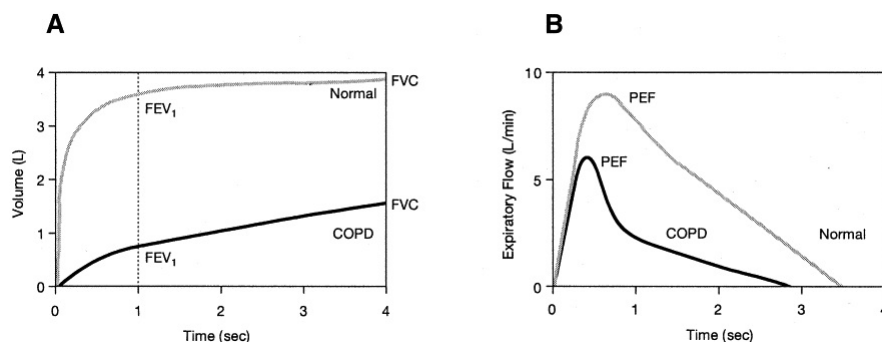 A
Volume (L)
4
3
2
1
0
FVC
Normal
FEV1
FVC
COPD
FEV1
0 1 2 3 4
Time (sec)
B
Expiratory Flow (L/min)
10
5
0
PEF
PEF
COPD
Normal
0 1 2 3 4
Time (sec)